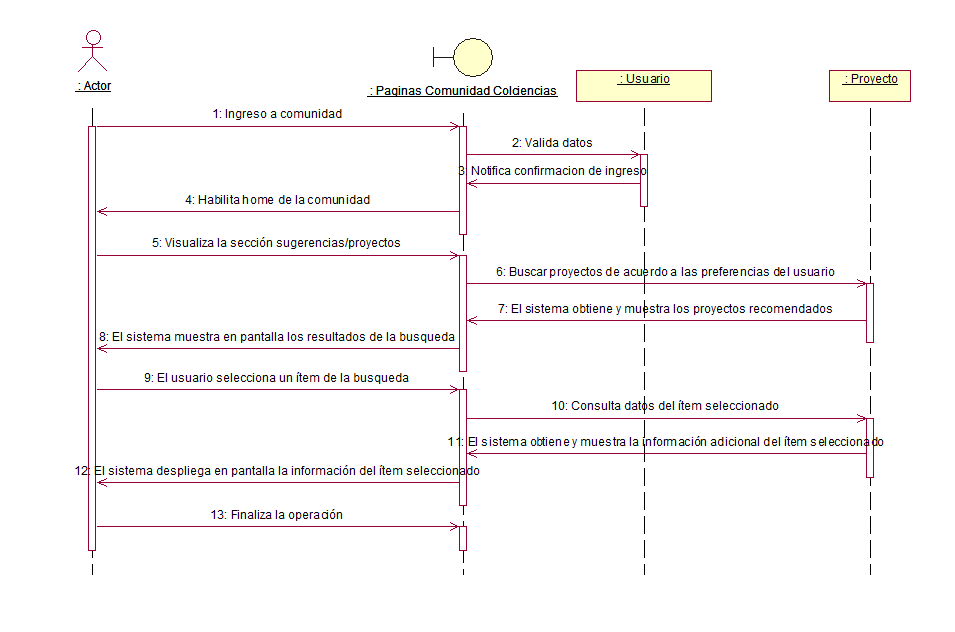 : Actor
: Paginas Comunidad Colciencias
: Usuario
: Proyecto
1: Ingreso a comunidad
2: Valida datos
3: Notifica confirmacion de ingreso
4: Habilita home de la comunidad
5: Visualiza la sección sugerencias/proyectos
6: Buscar proyectos de acuerdo a las preferencias del usuario
7: El sistema obtiene y muestra los proyectos recomendados
8: El sistema muestra en pantalla los resultados de la busqueda
9: El usuario selecciona un ítem de la busqueda
10: Consulta datos del ítem seleccionado
11: El sistema obtiene y muestra la información adicional del ítem seleccionado
12: El sistema despliega en pantalla la información del ítem seleccionado
13: Finaliza la operación